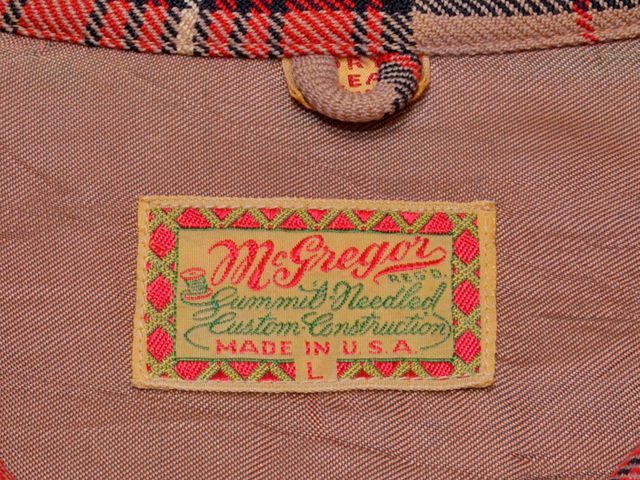 McGregor
REG'D.
Summit-Needled
Custom-Construction
MADE IN U.S.A.
L